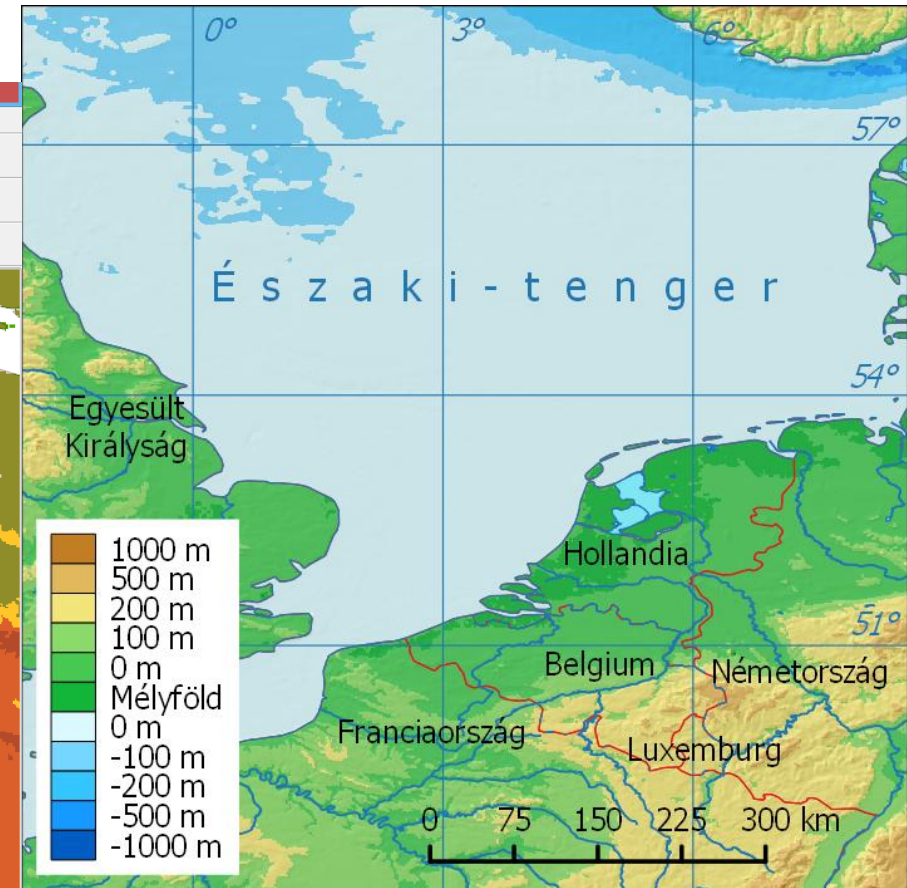 0° 3° 6°
57°
Északi-tenger
54°
Egyesült
Királyság
Hollandia
51°
Belgium
Németország
Franciaország
Luxemburg
1000 m
500 m
200 m
100 m
0 m
Mélyföld
0 m
-100 m
-200 m
-500 m
-1000 m
0 75 150 225 300 km